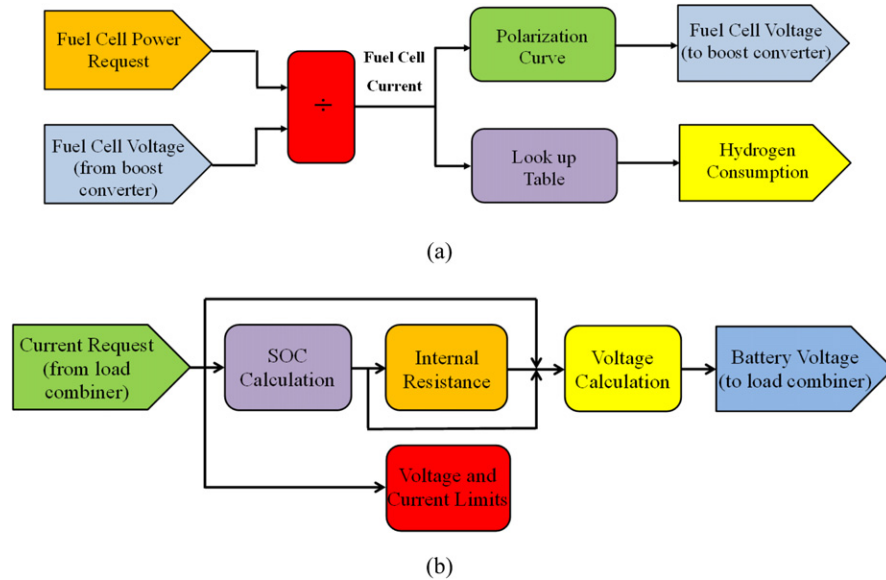 Fuel Cell Power
Request
Fuel Cell Voltage
(from boost
converter)
÷
Fuel Cell
Current
Polarization
Curve
Fuel Cell Voltage
(to boost converter)
Look up
Table
Hydrogen
Consumption
(a)
Current Request
(from load
combiner)
SOC
Calculation
Internal
Resistance
Voltage
Calculation
Battery Voltage
(to load combiner)
Voltage and
Current Limits
(b)